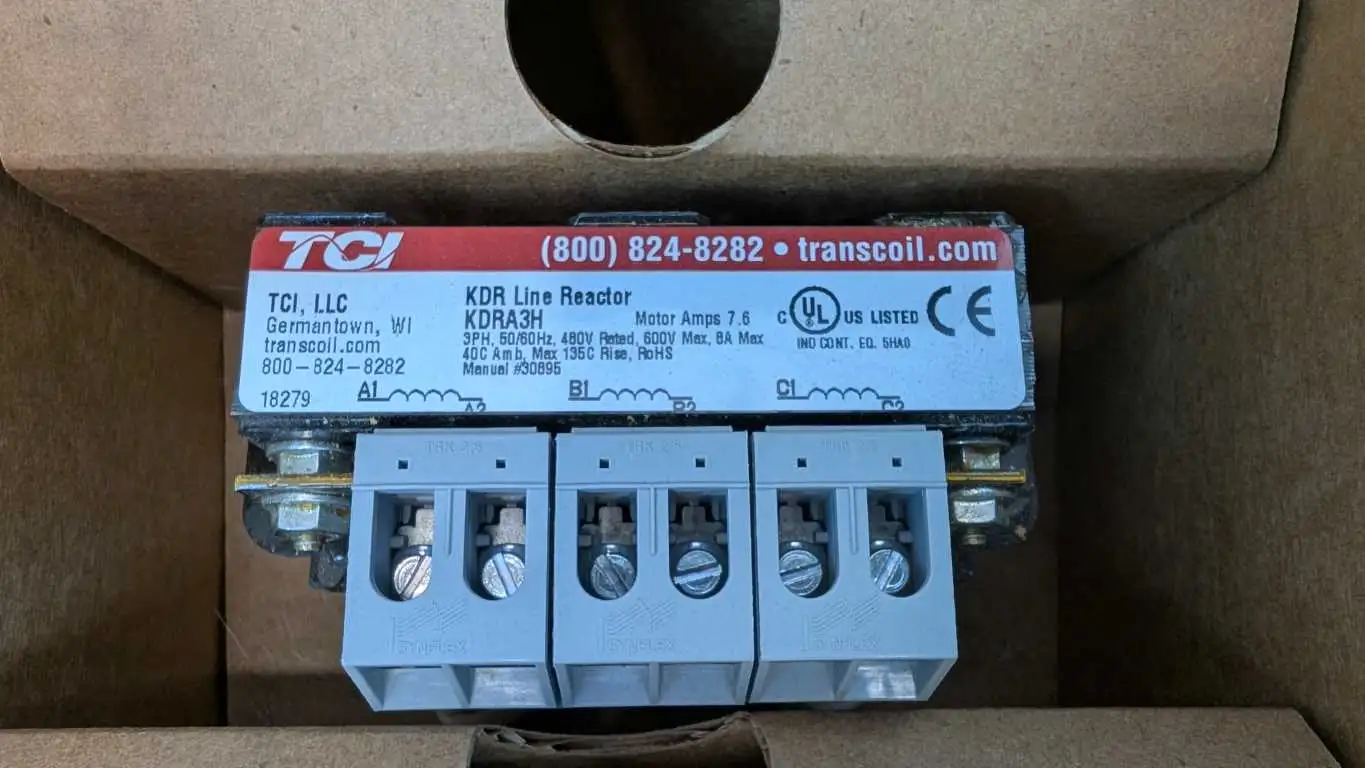 TCI
(800) 824-8282 • transcoil.com
TCI, LLC
Germantown, WI
transcoil.com
800-824-8282
18279
KDR Line Reactor
KDRA3H
Motor Amps 7.6
3PH, 50/60Hz, 480V Rated, 600V Max, 8A Max
40C Amb, Max 135C Rise, RoHS
Manual #30895
C UL US LISTED CE
IND CONT. EQ. 5HA0
A1
A2
B1
B2
C1
C2